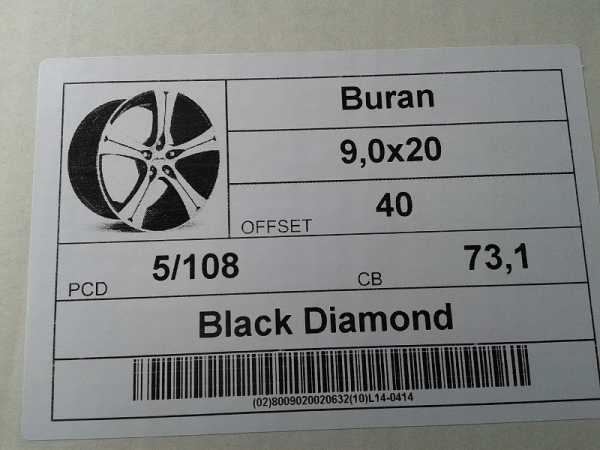 Buran
9,0x20
OFFSET 40
PCD 5/108 CB 73,1
Black Diamond
(02)8009020020632(10)L14-0414